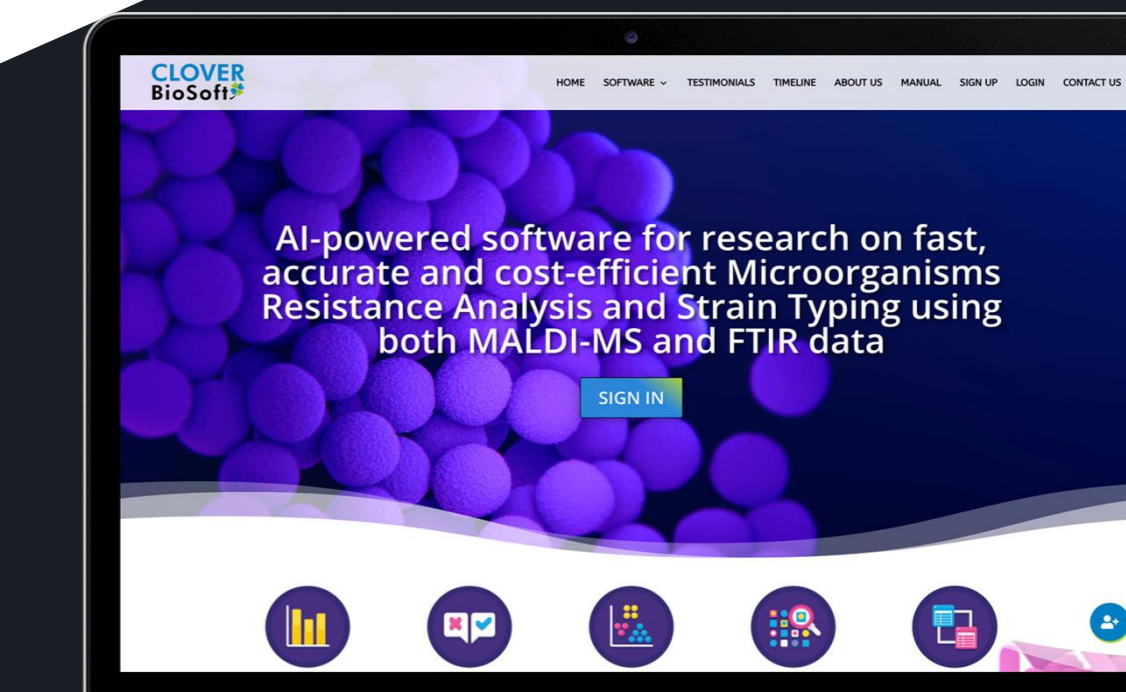 CLOVER
BioSoft
HOME SOFTWARE TESTIMONIALS TIMELINE ABOUT US MANUAL SIGN UP LOGIN CONTACT US
AI-powered software for research on fast,
accurate and cost-efficient Microorganisms
Resistance Analysis and Strain Typing using
both MALDI-MS and FTIR data
SIGN IN